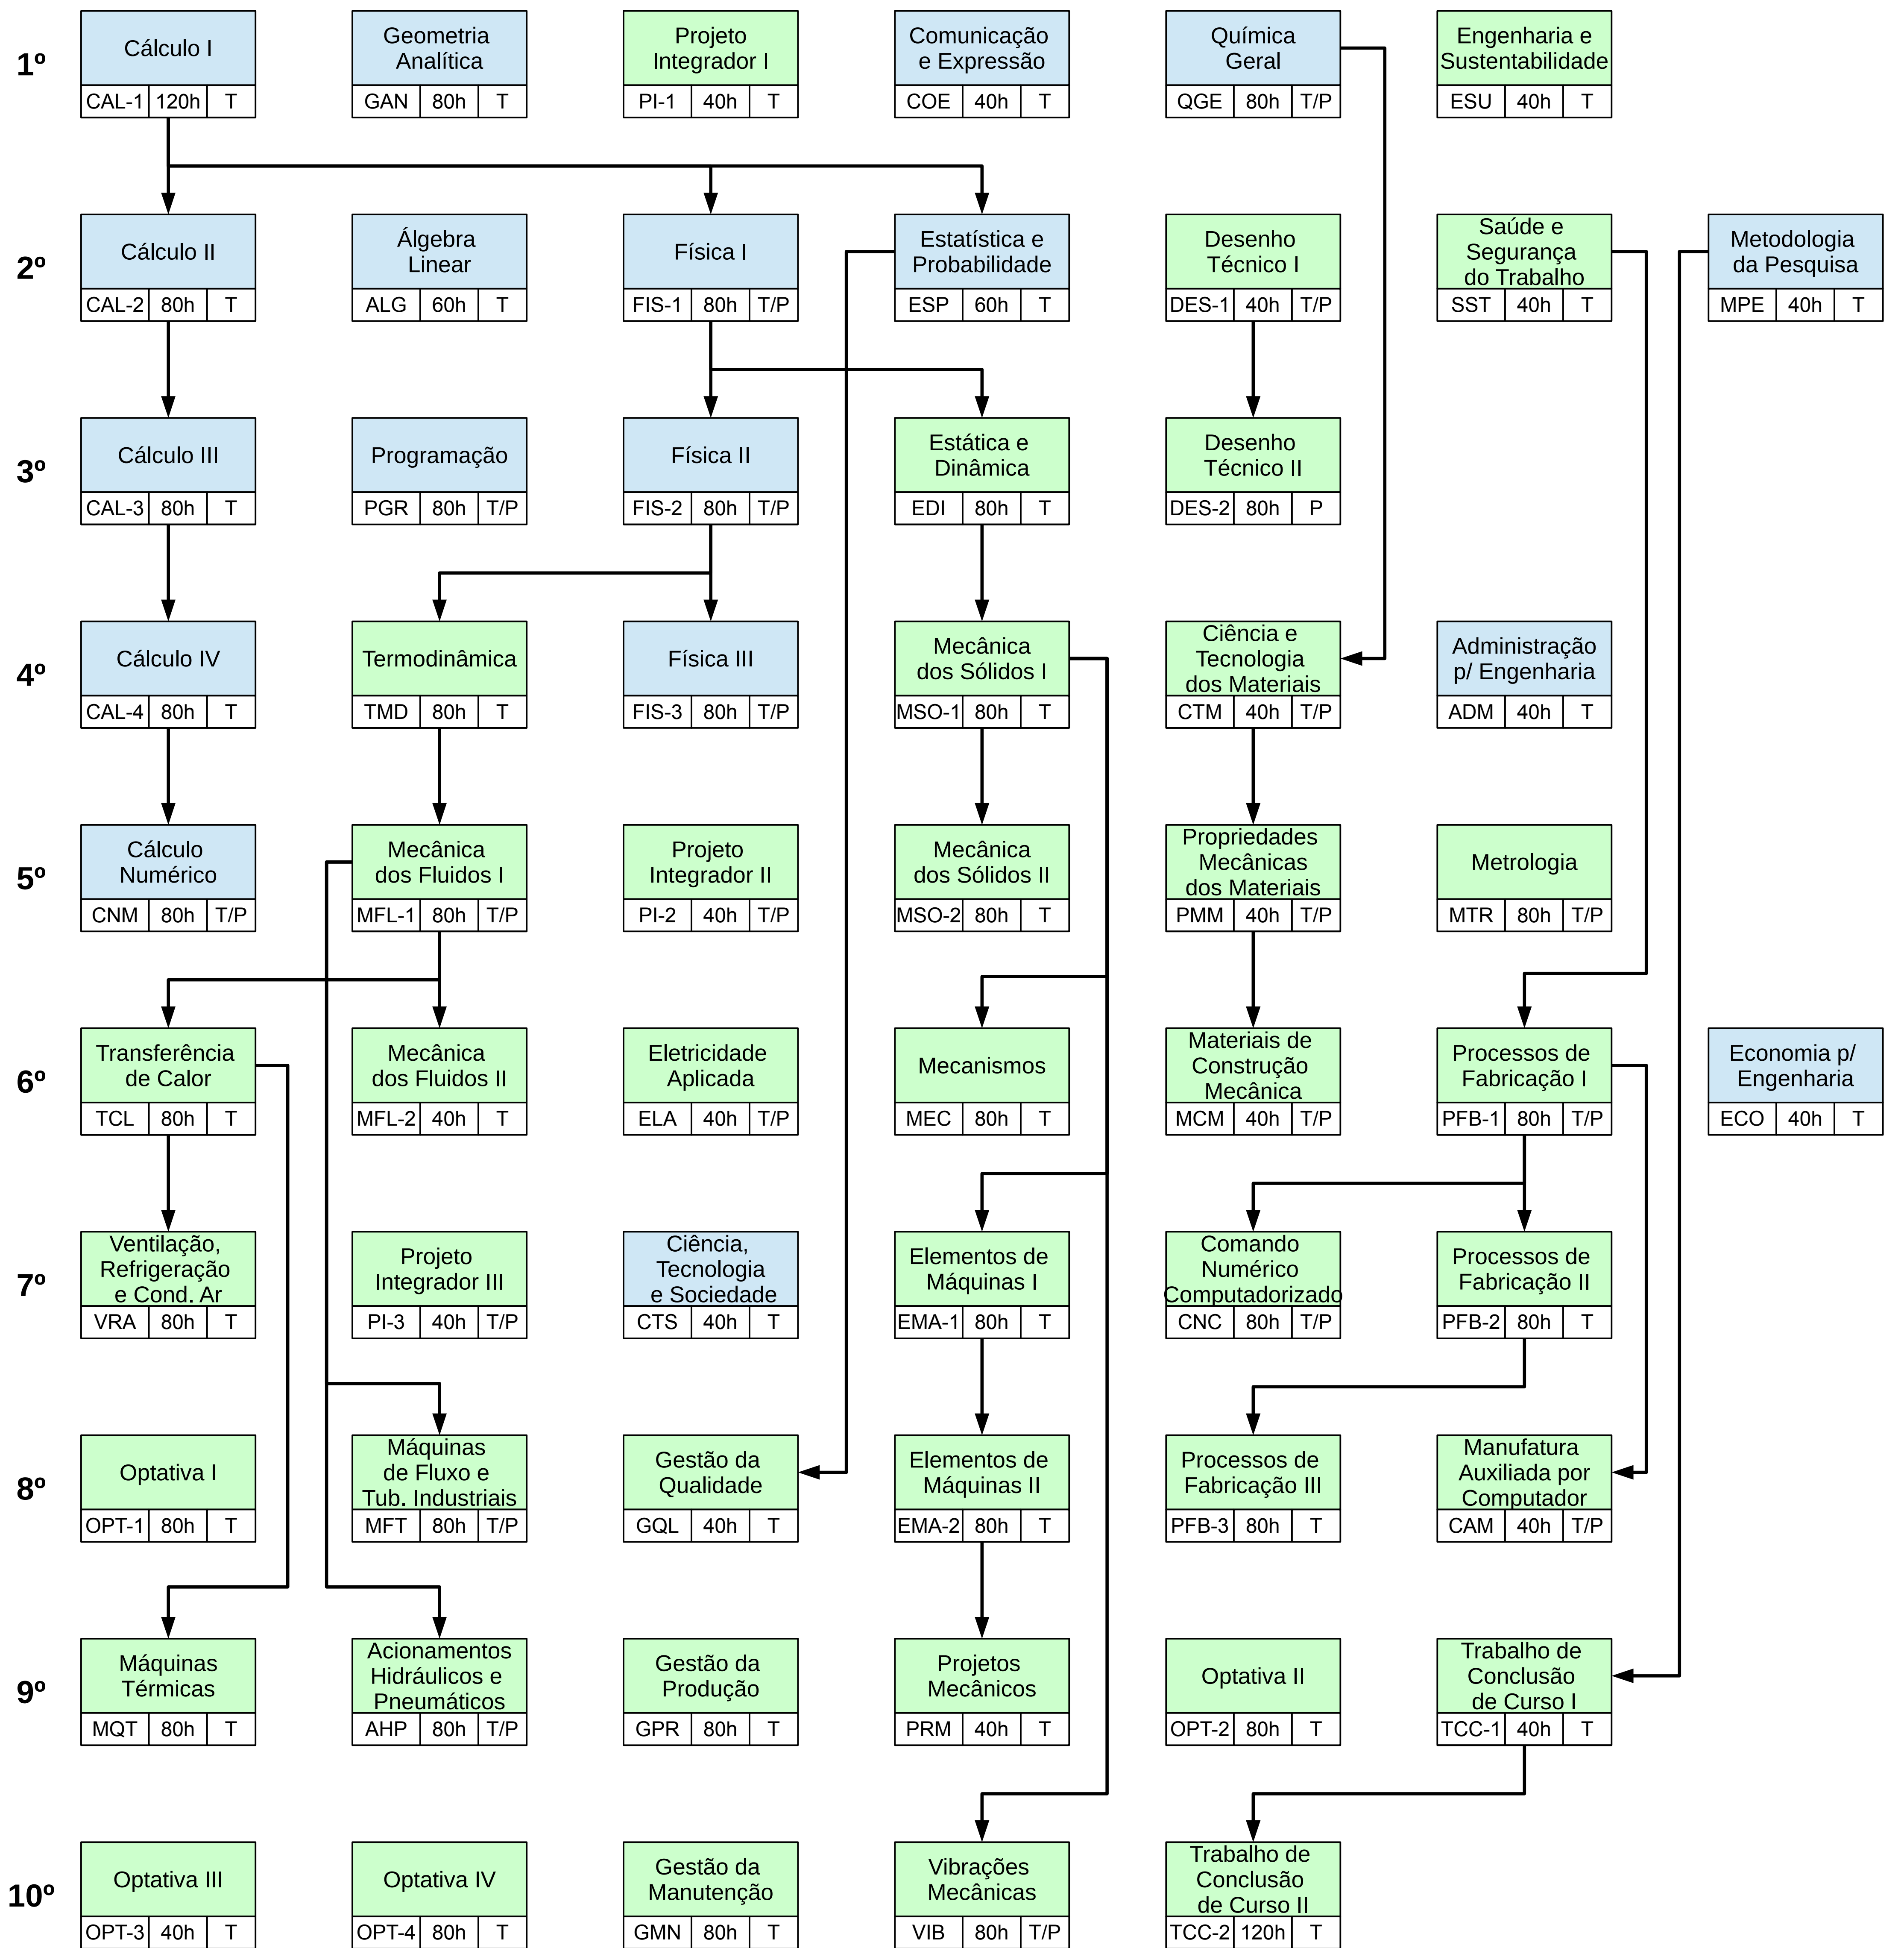 1º
Cálculo I
CAL-1 120h T
Geometria
Analítica
GAN 80h T
Projeto
Integrador I
PI-1 40h T
Comunicação
e Expressão
COE 40h T
Química
Geral
QGE 80h T/P
Engenharia e
Sustentabilidade
ESU 40h T
2º
Cálculo II
CAL-2 80h T
Álgebra
Linear
ALG 60h T
Física I
FIS-1 80h T/P
Estatística e
Probabilidade
ESP 60h T
Desenho
Técnico I
DES-1 40h T/P
Saúde e
Segurança
do Trabalho
SST 40h T
Metodologia
da Pesquisa
MPE 40h T
3º
Cálculo III
CAL-3 80h T
Programação
PGR 80h T/P
Física II
FIS-2 80h T/P
Estática e
Dinâmica
EDI 80h T
Desenho
Técnico II
DES-2 80h P
4º
Cálculo IV
CAL-4 80h T
Termodinâmica
TMD 80h T
Física III
FIS-3 80h T/P
Mecânica
dos Sólidos I
MSO-1 80h T
Ciência e
Tecnologia
dos Materiais
CTM 40h T/P
Administração
p/ Engenharia
ADM 40h T
5º
Cálculo
Numérico
CNM 80h T/P
Mecânica
dos Fluidos I
MFL-1 80h T/P
Projeto
Integrador II
PI-2 40h T/P
Mecânica
dos Sólidos II
MSO-2 80h T
Propriedades
Mecânicas
dos Materiais
PMM 40h T/P
Metrologia
MTR 80h T/P
6º
Transferência
de Calor
TCL 80h T
Mecânica
dos Fluidos II
MFL-2 40h T
Eletricidade
Aplicada
ELA 40h T/P
Mecanismos
MEC 80h T
Materiais de
Construção
Mecânica
MCM 40h T/P
Processos de
Fabricação I
PFB-1 80h T/P
Economia p/
Engenharia
ECO 40h T
7º
Ventilação,
Refrigeração
e Cond. Ar
VRA 80h T
Projeto
Integrador III
PI-3 40h T/P
Ciência,
Tecnologia
e Sociedade
CTS 40h T
Elementos de
Máquinas I
EMA-1 80h T
Comando
Numérico
Computadorizado
CNC 80h T/P
Processos de
Fabricação II
PFB-2 80h T
8º
Optativa I
OPT-1 80h T
Máquinas
de Fluxo e
Tub. Industriais
MFT 80h T/P
Gestão da
Qualidade
GQL 40h T
Elementos de
Máquinas II
EMA-2 80h T
Processos de
Fabricação III
PFB-3 80h T
Manufatura
Auxiliada por
Computador
CAM 40h T/P
9º
Máquinas
Térmicas
MQT 80h T
Acionamentos
Hidráulicos e
Pneumáticos
AHP 80h T/P
Gestão da
Produção
GPR 80h T
Projetos
Mecânicos
PRM 40h T
Optativa II
OPT-2 80h T
Trabalho de
Conclusão
de Curso I
TCC-1 40h T
10º
Optativa III
OPT-3 40h T
Optativa IV
OPT-4 80h T
Gestão da
Manutenção
GMN 80h T
Vibrações
Mecânicas
VIB 80h T/P
Trabalho de
Conclusão
de Curso II
TCC-2 120h T